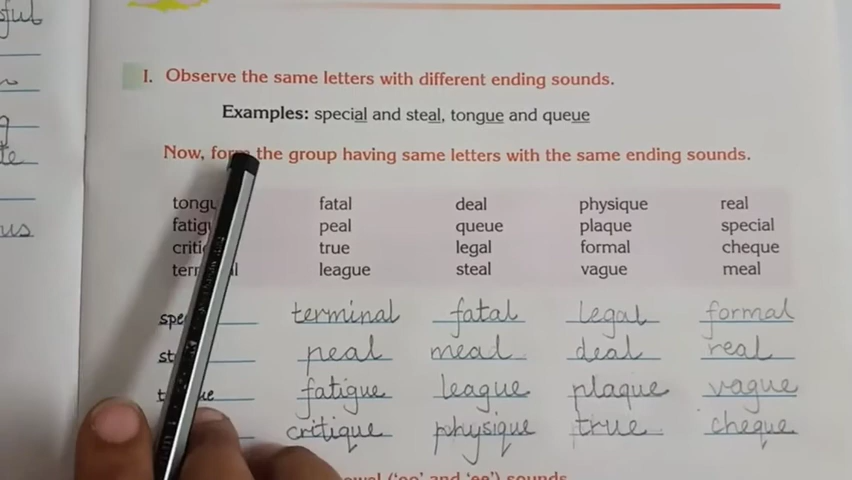 I. Observe the same letters with different ending sounds.
Examples: special and steal, tongue and queue
Now, form the group having same letters with the same ending sounds.
fatal deal physique real
peal queue plaque special
true legal formal cheque
league steal vague meal
terminal fatal legal formal
peal mead deal real
fatigue league plaque vague
critique physique true cheque
sounds